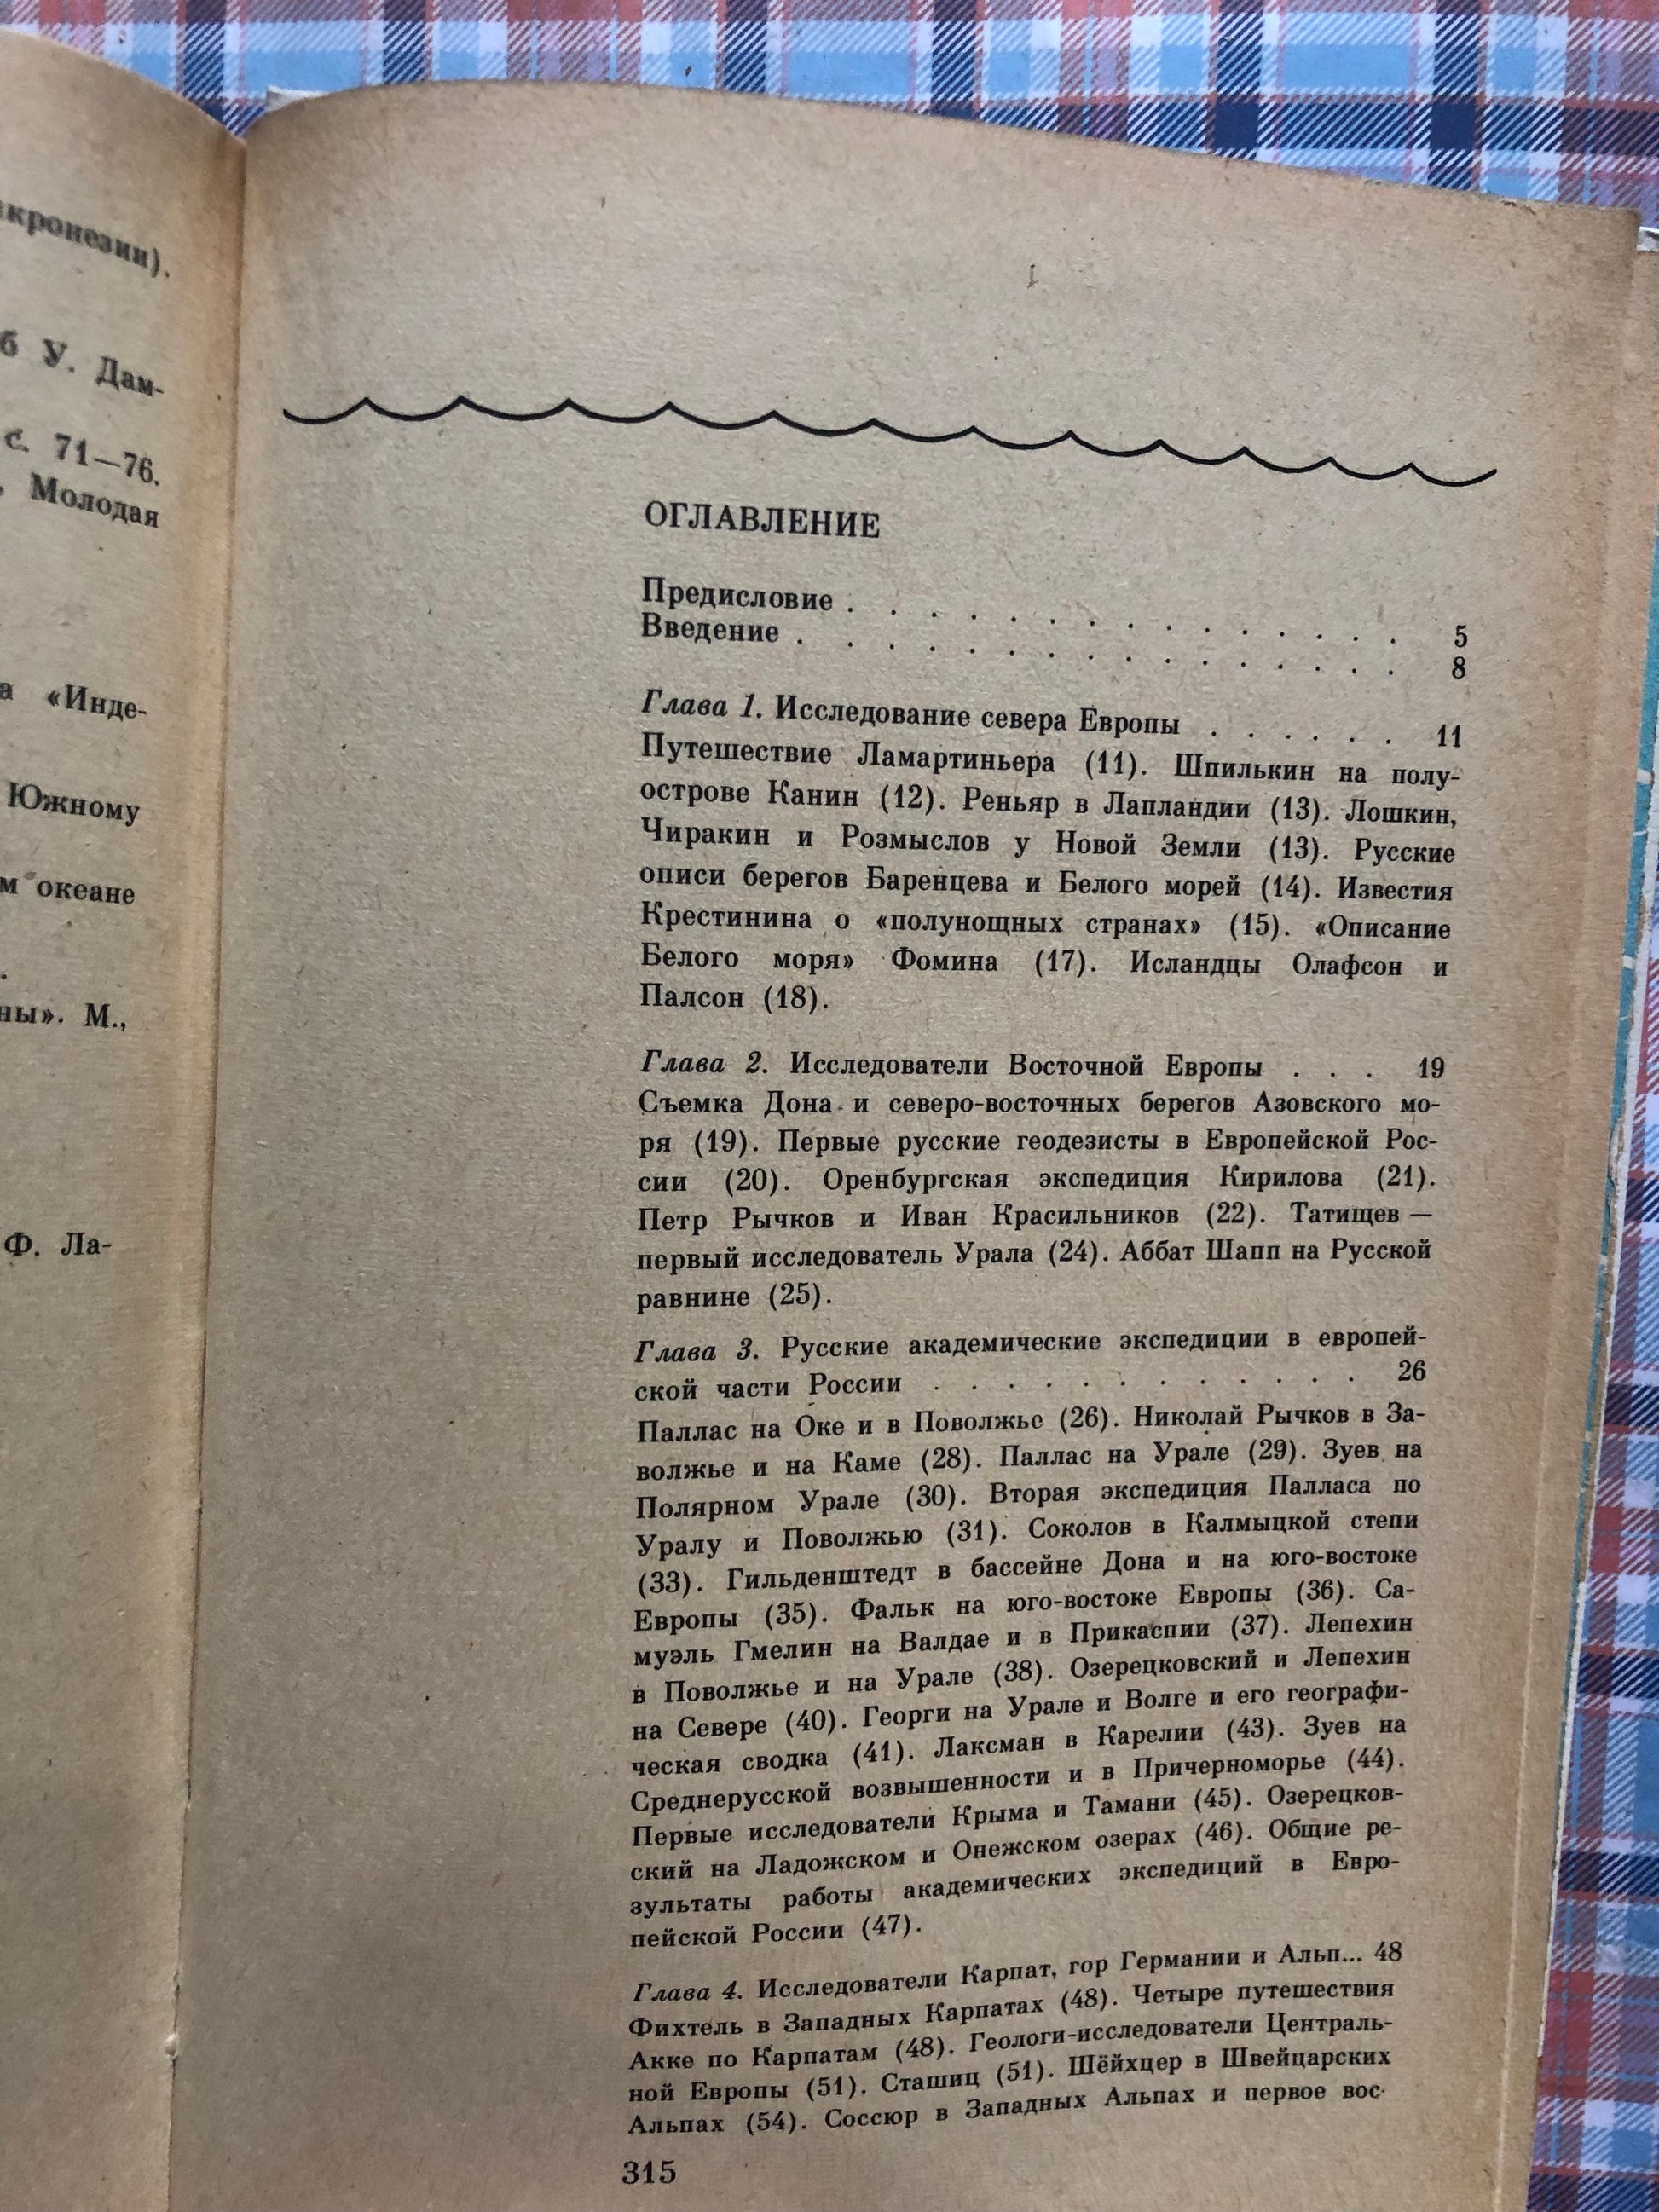 кронезии).
б У. Дам-
с. 71—76.
, Молодая
а «Инде-
Южному
м океане
ны». М.,
Ф. Ла-
ОГЛАВЛЕНИЕ
Предисловие . . . . . . . . . . . . . . . 5
Введение . . . . . . . . . . . . . . . . 8
Глава 1. Исследование севера Европы . . . . . . 11
Путешествие Ламартиньера (11). Шпилькин на полу-
острове Канин (12). Реньяр в Лапландии (13). Лошкин,
Чиракин и Розмыслов у Новой Земли (13). Русские
описи берегов Баренцева и Белого морей (14). Известия
Крестинина о «полунощных странах» (15). «Описание
Белого моря» Фомина (17). Исландцы Олафсон и
Палсон (18).
Глава 2. Исследователи Восточной Европы . . . 19
Съемка Дона и северо-восточных берегов Азовского мо-
ря (19). Первые русские геодезисты в Европейской Рос-
сии (20). Оренбургская экспедиция Кирилова (21).
Петр Рычков и Иван Красильников (22). Татищев —
первый исследователь Урала (24). Аббат Шапп на Русской
равнине (25).
Глава 3. Русские академические экспедиции в европей-
ской части России . . . . . . . . . . . . 26
Паллас на Оке и в Поволжье (26). Николай Рычков в За-
волжье и на Каме (28). Паллас на Урале (29). Зуев на
Полярном Урале (30). Вторая экспедиция Палласа по
Уралу и Поволжью (31). Соколов в Калмыцкой степи
(33). Гильденштедт в бассейне Дона и на юго-востоке
Европы (35). Фальк на юго-востоке Европы (36). Са-
муэль Гмелин на Валдае и в Прикаспии (37). Лепехин
в Поволжье и на Урале (38). Озерецковский и Лепехин
на Севере (40). Георги на Урале и Волге и его географи-
ческая сводка (41). Лаксман в Карелии (43). Зуев на
Среднерусской возвышенности и в Причерноморье (44).
Первые исследователи Крыма и Тамани (45). Озерецков-
ский на Ладожском и Онежском озерах (46). Общие ре-
зультаты работы академических экспедиций в Евро-
пейской России (47).
Глава 4. Исследователи Карпат, гор Германии и Альп... 48
Фихтель в Западных Карпатах (48). Четыре путешествия
Акке по Карпатам (48). Геологи-исследователи Централь-
ной Европы (51). Сташиц (51). Шёйхцер в Швейцарских
Альпах (54). Соссюр в Западных Альпах и первое вос-
315